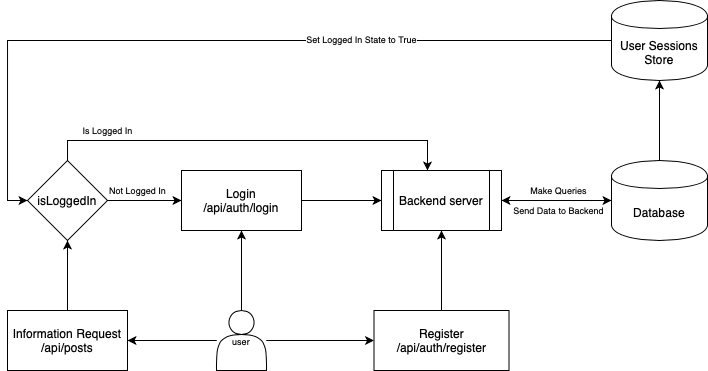 Set Logged In State to True
User Sessions
Store
Is Logged In
isLoggedIn
Not Logged In
Login
/api/auth/login
Backend server
Make Queries
Send Data to Backend
Database
Information Request
/api/posts
user
Register
/api/auth/register